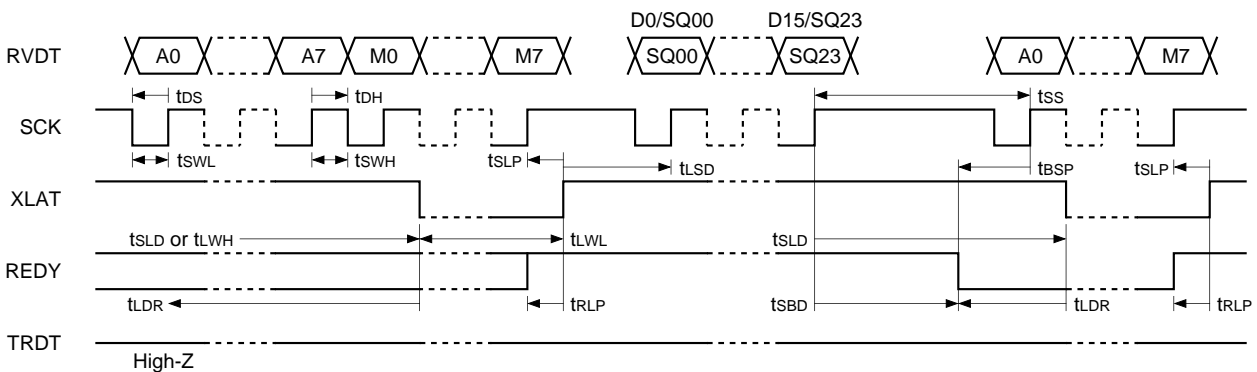 D0/SQ00 D15/SQ23
RVDT A0 A7 M0 M7 SQ00 SQ23 A0 M7
tDS tDH tSS
SCK
tSWL tSWH tSLP tLSD tBSP tSLP
XLAT
tSLD or tLWH tLWL tSLD
REDY
tLDR tRLP tSBD tLDR tRLP
TRDT
High-Z